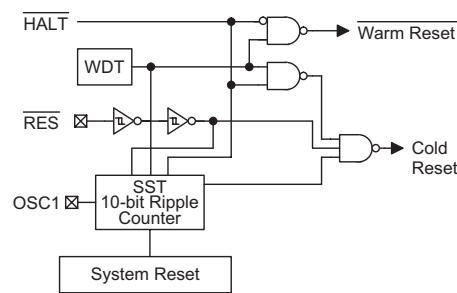 HALT
Warm Reset
WDT
RES
Cold
Reset
OSC1
SST
10-bit Ripple
Counter
System Reset